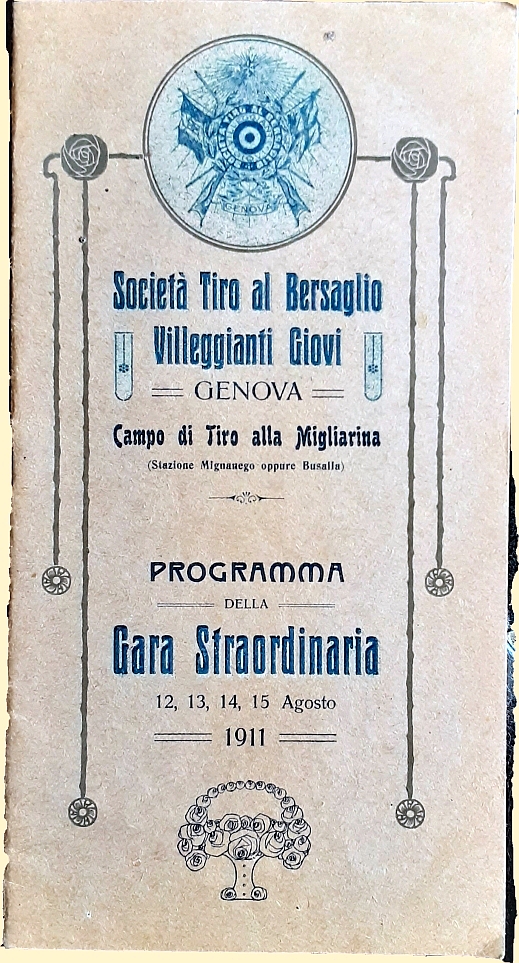 GENOVA
Società Tiro al Bersaglio
Villeggianti Giovi
GENOVA
Campo di Tiro alla Migliarina
(Stazione Mignanego oppure Busalla)
PROGRAMMA
DELLA
Gara Straordinaria
12, 13, 14, 15 Agosto
1911